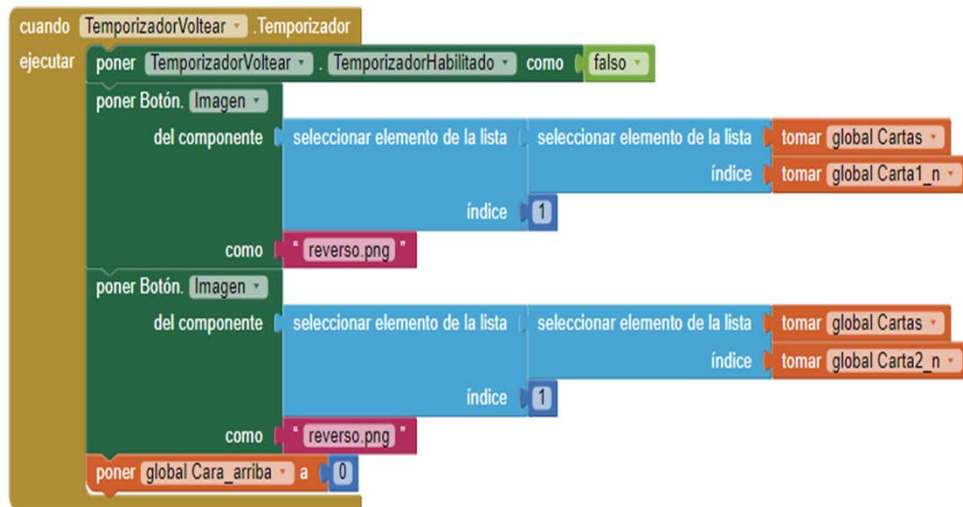 cuando TemporizadorVoltear .Temporizador
ejecutar poner TemporizadorVoltear . TemporizadorHabilitado como falso
poner Botón. Imagen
del componente seleccionar elemento de la lista seleccionar elemento de la lista tomar global Cartas
índice tomar global Carta1_n
índice 1
como " reverso.png "
poner Botón. Imagen
del componente seleccionar elemento de la lista seleccionar elemento de la lista tomar global Cartas
índice tomar global Carta2_n
índice 1
como " reverso.png "
poner global Cara_arriba a 0